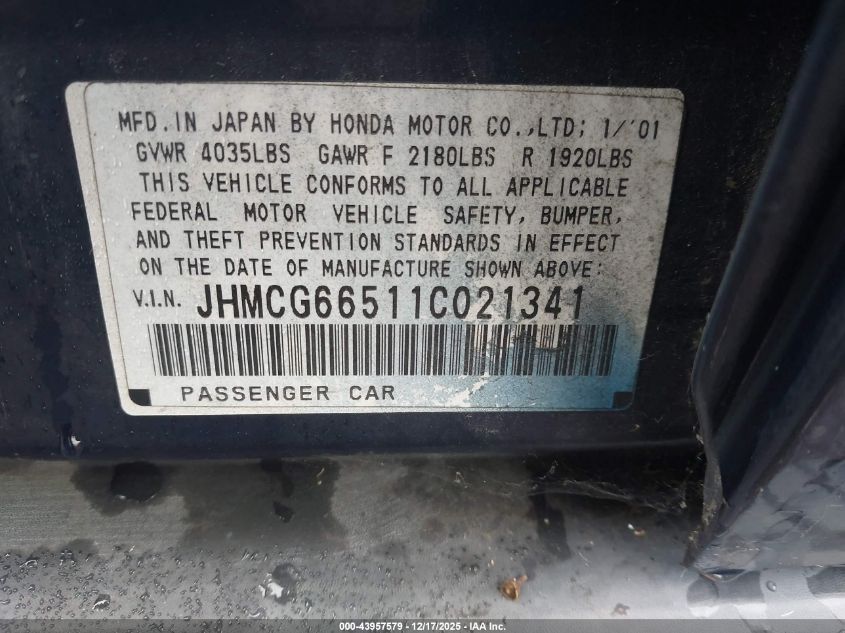 MFD.IN JAPAN BY HONDA MOTOR CO.,LTD; 1/'01
GVWR 4035LBS GAWR F 2180LBS R 1920LBS
THIS VEHICLE CONFORMS TO ALL APPLICABLE
FEDERAL MOTOR VEHICLE SAFETY, BUMPER,
AND THEFT PREVENTION STANDARDS IN EFFECT
ON THE DATE OF MANUFACTURE SHOWN ABOVE:
V.I.N. JHMCG66511C021341
PASSENGER CAR
000-43957579 - 12/17/2025 - IAA, Inc.